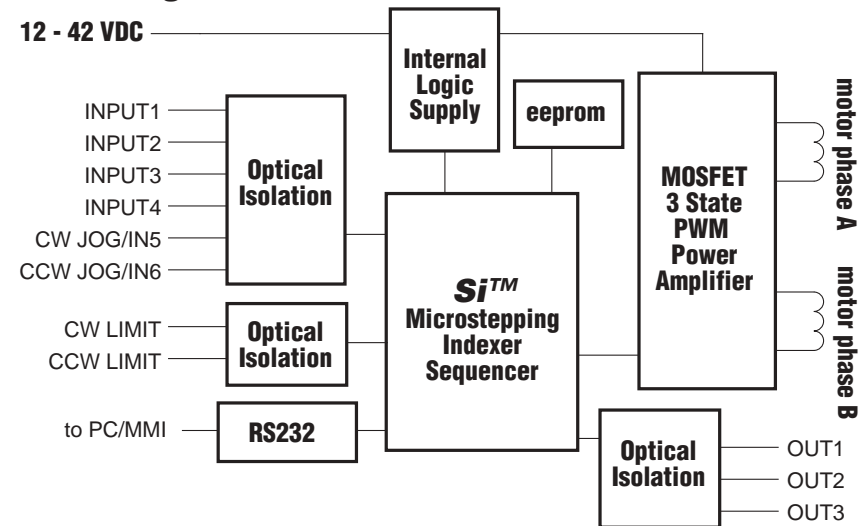 12 - 42 VDC
Internal
Logic
Supply
eeprom
INPUT1
INPUT2
INPUT3
INPUT4
CW JOG/IN5
CCW JOG/IN6
Optical
Isolation
MOSFET
3 State
PWM
Power
Amplifier
motor phase A
motor phase B
Si™
Microstepping
Indexer
Sequencer
CW LIMIT
CCW LIMIT
Optical
Isolation
to PC/MMI
RS232
Optical
Isolation
OUT1
OUT2
OUT3